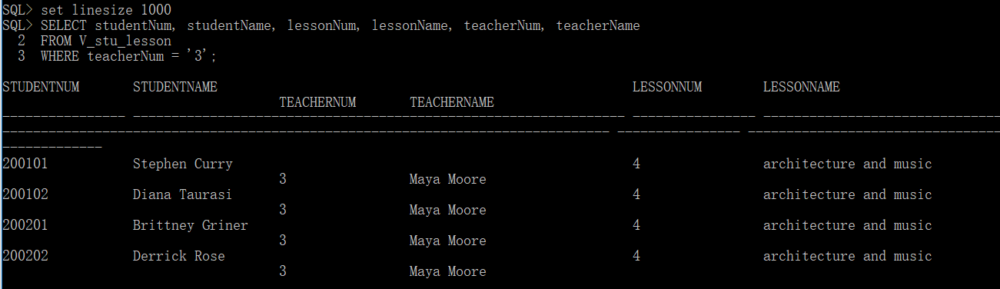 SQL> set linesize 1000
SQL> SELECT studentNum, studentName, lessonNum, lessonName, teacherNum, teacherName
  2  FROM V_stu_lesson
  3  WHERE teacherNum = '3';
STUDENTNUM       STUDENTNAME                                                      LESSONNUM        LESSONNAME
                                    TEACHERNUM       TEACHERNAME
---------------- ---------------------------------------------------------------- ---------------- -------------------------------
------------------------------------------------------------------------------- ---------------- ---------------------------------
-------------
200101           Stephen Curry                                                    4                architecture and music
                                    3                Maya Moore
200102           Diana Taurasi                                                    4                architecture and music
                                    3                Maya Moore
200201           Brittney Griner                                                  4                architecture and music
                                    3                Maya Moore
200202           Derrick Rose                                                     4                architecture and music
                                    3                Maya Moore